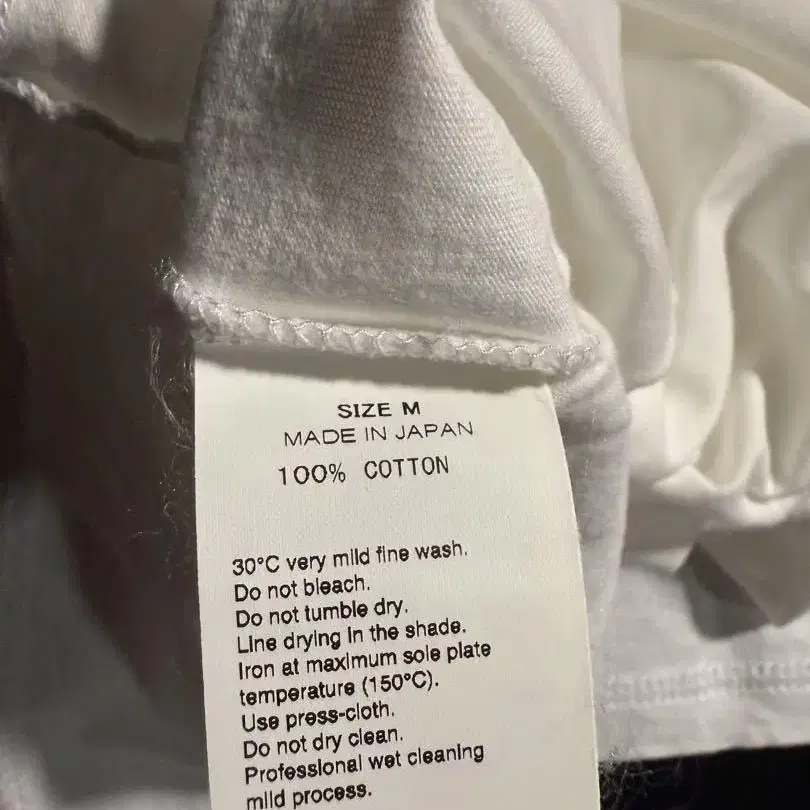 SIZE M
MADE IN JAPAN
100% COTTON
30°C very mild fine wash.
Do not bleach.
Do not tumble dry.
Line drying in the shade.
Iron at maximum sole plate
temperature (150°C).
Use press-cloth.
Do not dry clean.
Professional wet cleaning
mild process.